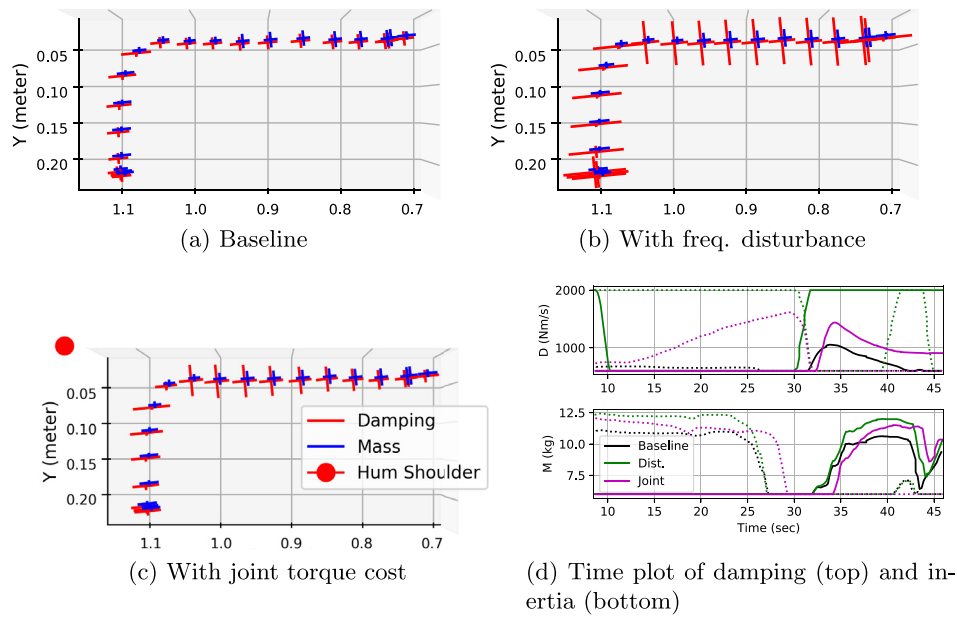 Y (meter)
0.05
0.10
0.15
0.20
1.1 1.0 0.9 0.8 0.7
(a) Baseline
Y (meter)
0.05
0.10
0.15
0.20
1.1 1.0 0.9 0.8 0.7
(b) With freq. disturbance
Y (meter)
0.05
0.10
0.15
0.20
1.1 1.0 0.9 0.8 0.7
Damping
Mass
Hum Shoulder
(c) With joint torque cost
D (Nm/s)
2000
1000
10 15 20 25 30 35 40 45
M (kg)
12.5
10.0
7.5
Baseline
Dist.
Joint
10 15 20 25 30 35 40 45
Time (sec)
(d) Time plot of damping (top) and in-
ertia (bottom)